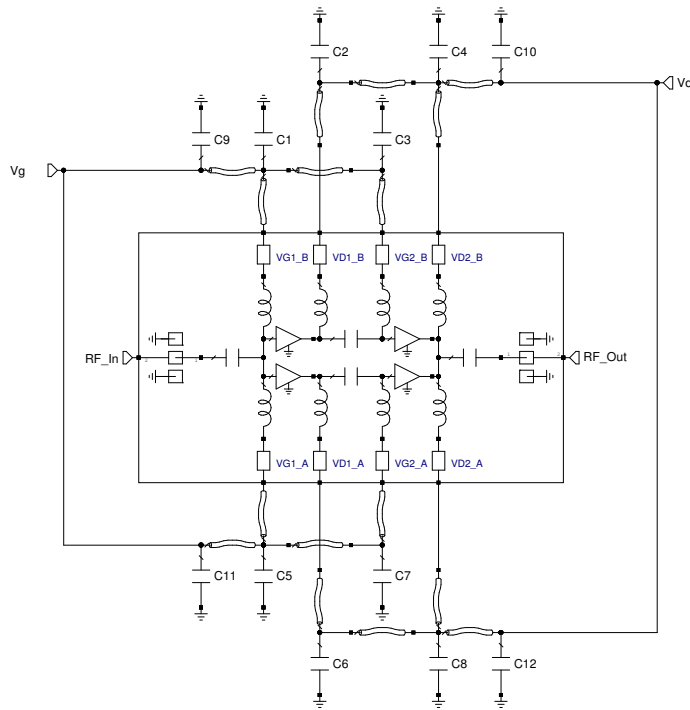 C2 C4 C10
Vd
C9 C1 C3
Vg
VG1_B VD1_B VG2_B VD2_B
RF_In RF_Out
VG1_A VD1_A VG2_A VD2_A
C11 C5 C7
C6 C8 C12